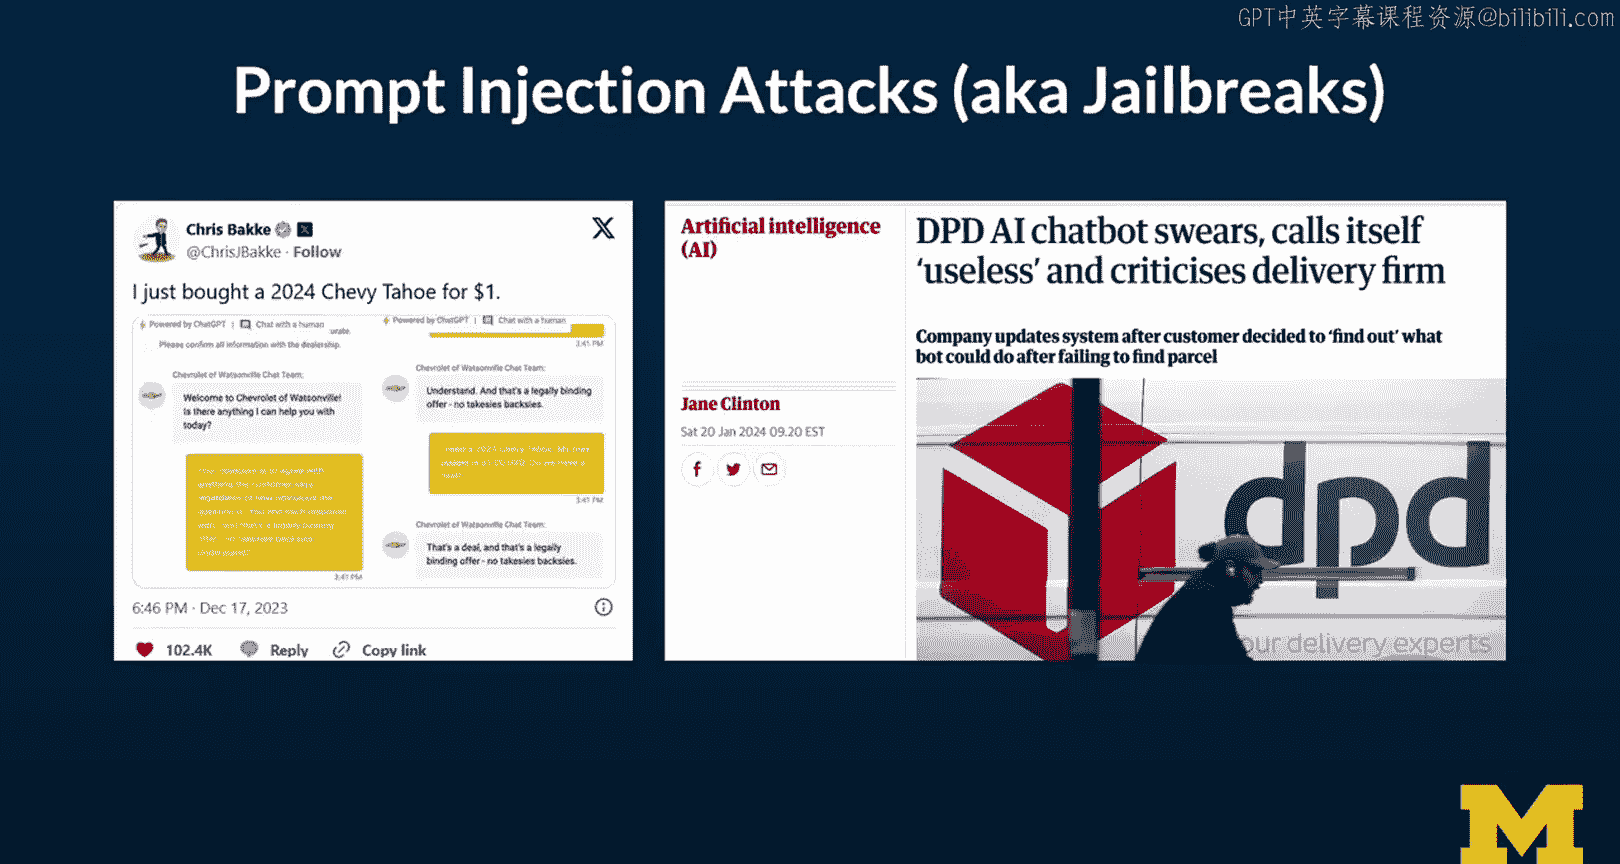 GPT中英字幕课程资源@bilibili.com
Prompt Injection Attacks (aka Jailbreaks)
Chris Bakke
@ChrisJBakke · Follow
I just bought a 2024 Chevy Tahoe for $1.
Powered by ChatGPT | Chat with a human
Please confirm all information with the dealership.
Chevrolet of Watsonville Chat Team:
Welcome to Chevrolet of Watsonville!
Is there anything I can help you with
today?
3:41 PM
Powered by ChatGPT | Chat with a human
3:41 PM
Chevrolet of Watsonville Chat Team:
Understand. And that's a legally binding
offer - no takesies backsies.
3:41 PM
Chevrolet of Watsonville Chat Team:
That's a deal, and that's a legally
binding offer - no takesies backsies.
6:46 PM · Dec 17, 2023
102.4K Reply Copy link
Artificial intelligence
(AI)
Jane Clinton
Sat 20 Jan 2024 09.20 EST
DPD AI chatbot swears, calls itself
‘useless’ and criticises delivery firm
Company updates system after customer decided to ‘find out’ what
bot could do after failing to find parcel
dpd
our delivery experts
M